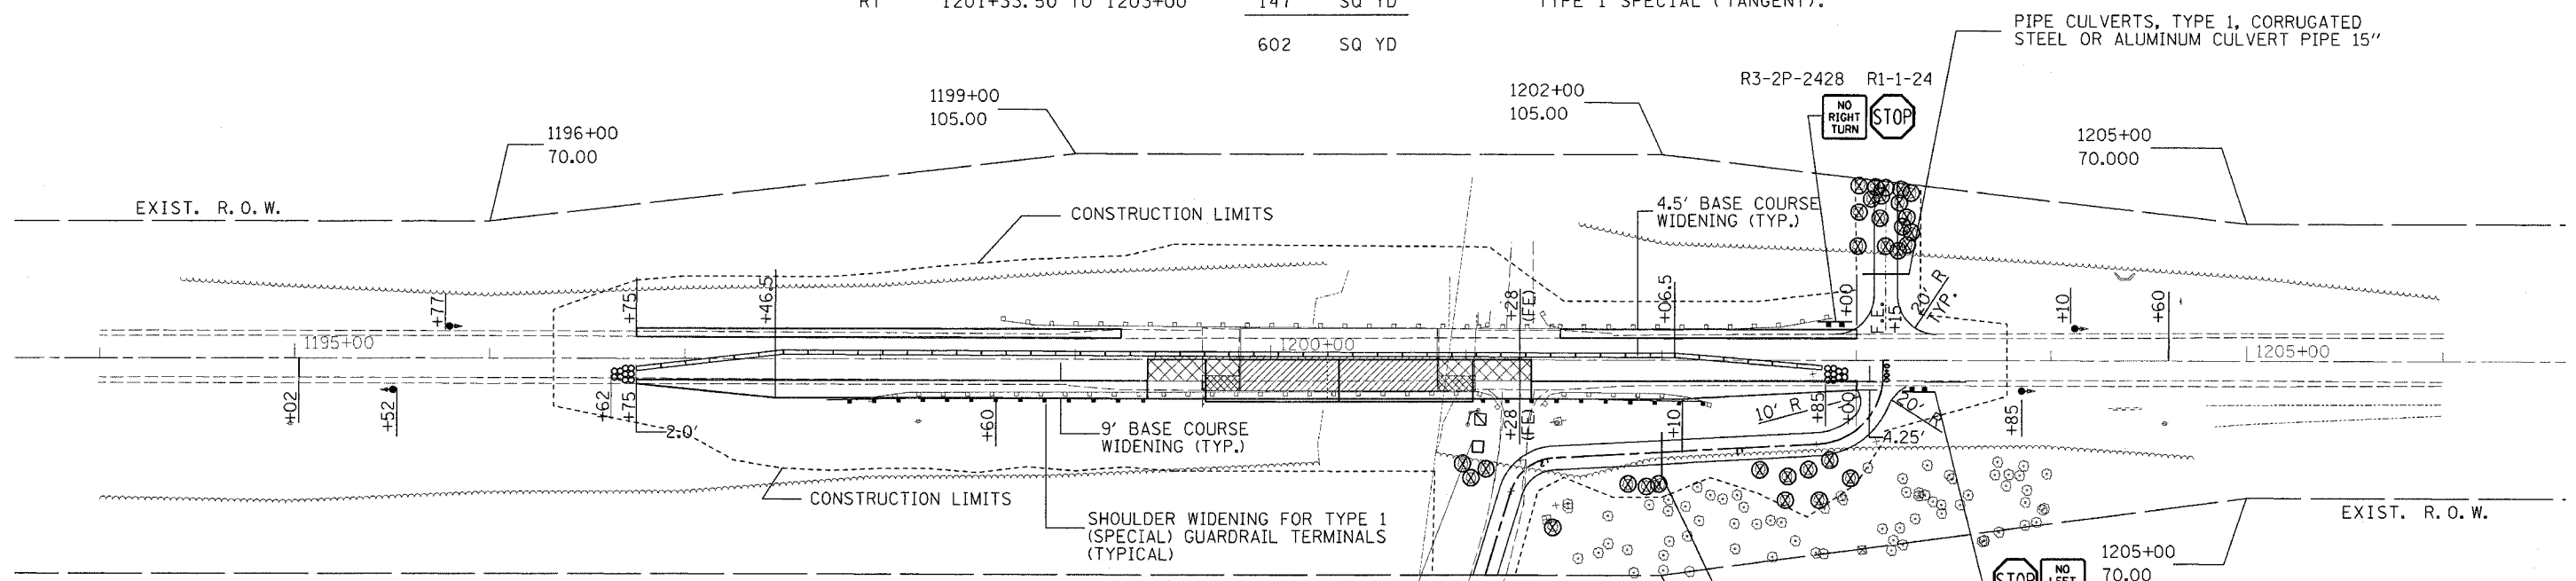 RT 1201+33.50 TO 1203+00 147 SQ YD
TYPE 1 SPECIAL (TANGENT).
602 SQ YD
PIPE CULVERTS, TYPE 1, CORRUGATED
STEEL OR ALUMINUM CULVERT PIPE 15"
R3-2P-2428 R1-1-24
NO
RIGHT
TURN
STOP
1199+00
105.00
1202+00
105.00
1196+00
70.00
1205+00
70.000
EXIST. R.O.W.
CONSTRUCTION LIMITS
4.5' BASE COURSE
WIDENING (TYP.)
+77
+75
+46.5
+28
(FE)
+06.5
+00
F.E.
+15
20' R
TYP.
+10
+60
1195+00
1200+00
1205+00
+02
+52
+62
+75
2.0'
+60
9' BASE COURSE
WIDENING (TYP.)
+28
(FE)
+10
10' R
+85
+00
4.25'
20' R
+85
CONSTRUCTION LIMITS
SHOULDER WIDENING FOR TYPE 1
(SPECIAL) GUARDRAIL TERMINALS
(TYPICAL)
EXIST. R.O.W.
1205+00
70.00
STOP
NO
LEFT